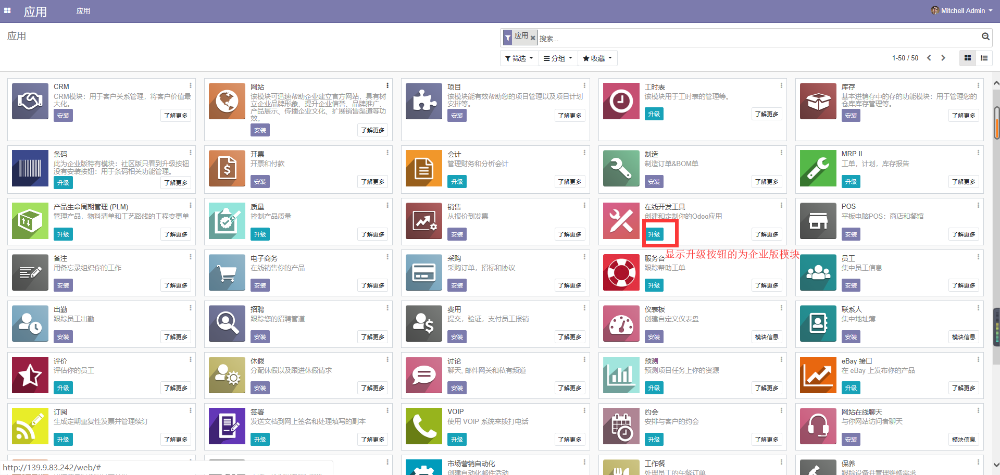 应用
应用
Mitchell Admin
应用
应用
搜索...
筛选
分组
收藏
1-50 / 50
CRM
CRM模块：用于客户关系管理，将客户价值最
大化。
安装
了解更多
网站
该模块可迅速帮助企业建立官方网站，具有树
立企业品牌形象、提升企业信誉、品牌推广、
产品展示、传播企业文化、扩展销售渠道等功
效。
安装
了解更多
项目
该模块能有效帮助您的项目管理以及项目计划
安排等。
安装
了解更多
工时表
该模块用于工时表的管理等。
升级
了解更多
库存
基本进销存中的存的功能模块：用于管理您的
仓库库存管理等。
安装
了解更多
条码
此为企业版特有模块：社区版只看到升级按钮
没有安装按钮：用于条码相关功能管理。
升级
了解更多
开票
开票和付款
安装
了解更多
会计
管理财务和分析会计
升级
了解更多
制造
制造订单&BOM单
安装
了解更多
MRP II
工单，计划，库存报告
升级
了解更多
产品生命周期管理 (PLM)
管理产品，物料清单和工艺路线的工程变更单
升级
了解更多
质量
控制产品质量
升级
了解更多
销售
从报价到发票
安装
了解更多
在线开发工具
创建和定制你的Odoo应用
升级
了解更多
POS
平板电脑POS：商店和餐馆
安装
了解更多
显示升级按钮的为企业版模块
备注
用备忘录组织你的工作
安装
了解更多
电子商务
在线销售你的产品
安装
了解更多
采购
采购订单，招标和协议
安装
了解更多
服务台
跟踪帮助工单
升级
了解更多
员工
集中员工信息
安装
了解更多
出勤
跟踪员工出勤
安装
了解更多
招聘
跟踪您的招聘管道
安装
了解更多
费用
提交，验证，支付员工报销
安装
了解更多
仪表板
创建自定义仪表盘
安装
模块信息
联系人
集中地址簿
安装
模块信息
评价
评估你的员工
升级
了解更多
休假
分配休假以及跟进休假请求
安装
了解更多
讨论
聊天, 邮件网关和私有频道
安装
了解更多
预测
预测项目任务上你的资源
升级
了解更多
eBay 接口
在 eBay 上发布你的产品
升级
了解更多
订阅
生成定期重复性发票并管理续订
升级
了解更多
签署
发送文档到网上签名和处理填写的副本
升级
了解更多
VOIP
使用 VOIP 系统来拨打电话
升级
了解更多
约会
安排与客户的约会
升级
了解更多
网站在线聊天
与你网站访问者聊天
安装
模块信息
市场营销自动化
创建自动化邮件活动
工作餐
处理员工的午餐订单
保养
跟踪设备并管理维修需求
http://139.9.83.242/web/#